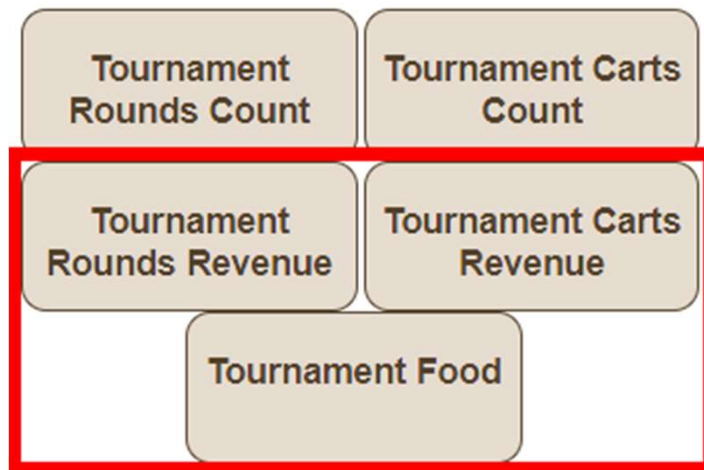 Tournament
Rounds Count
Tournament Carts
Count
Tournament
Rounds Revenue
Tournament Carts
Revenue
Tournament Food